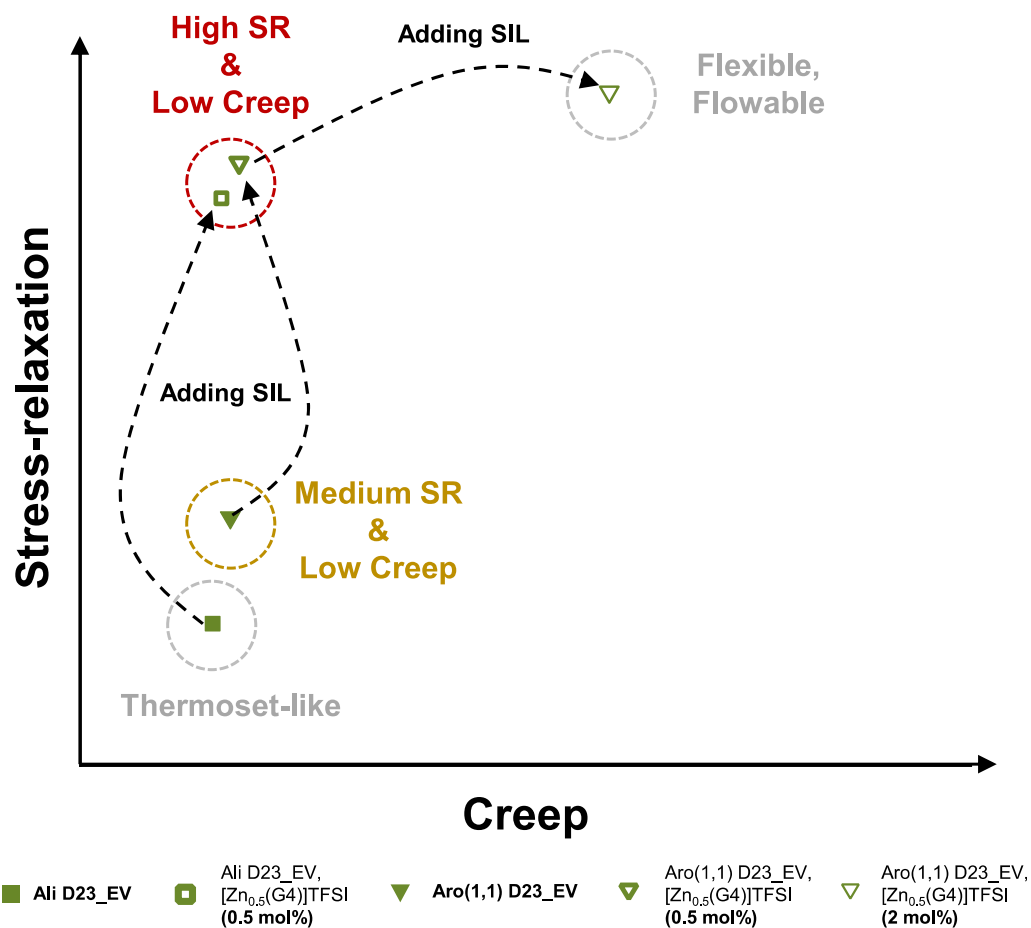 High SR
&
Low Creep
Adding SIL
Flexible,
Flowable
Stress-relaxation
Adding SIL
Medium SR
&
Low Creep
Thermoset-like
Creep
Ali D23_EV
Ali D23_EV,
[Zn₀.₅(G4)]TFSI
(0.5 mol%)
Aro(1,1) D23_EV
Aro(1,1) D23_EV,
[Zn₀.₅(G4)]TFSI
(0.5 mol%)
Aro(1,1) D23_EV,
[Zn₀.₅(G4)]TFSI
(2 mol%)